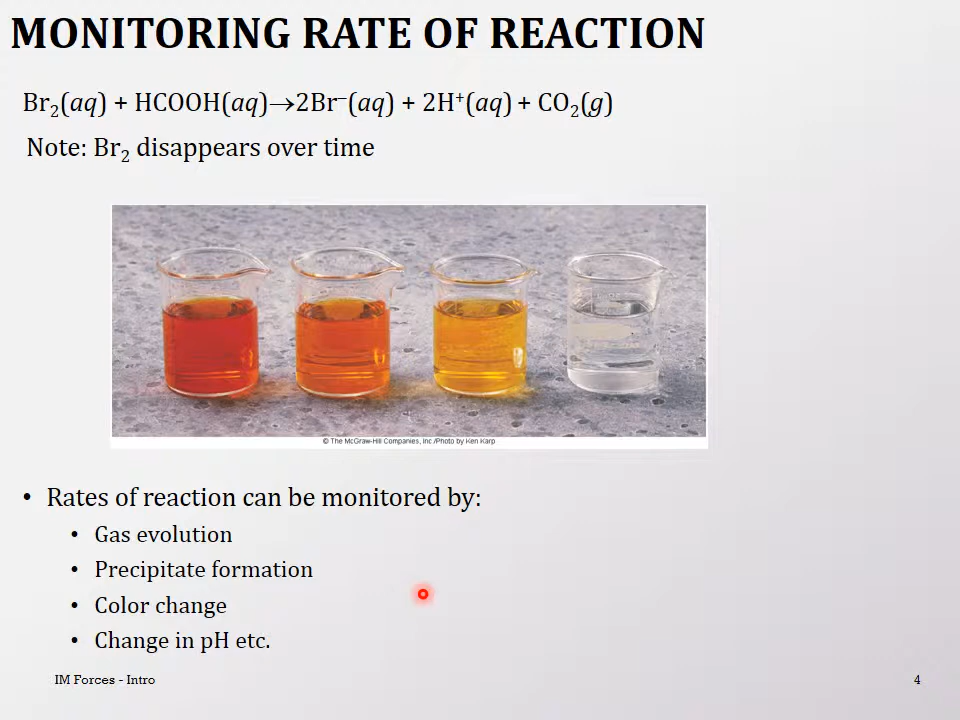 MONITORING RATE OF REACTION
Br₂(aq) + HCOOH(aq)→2Br⁻(aq) + 2H⁺(aq) + CO₂(g)
Note: Br₂ disappears over time
© The McGraw-Hill Companies, Inc./Photo by Ken Karp
• Rates of reaction can be monitored by:
• Gas evolution
• Precipitate formation
• Color change
• Change in pH etc.
IM Forces - Intro
4